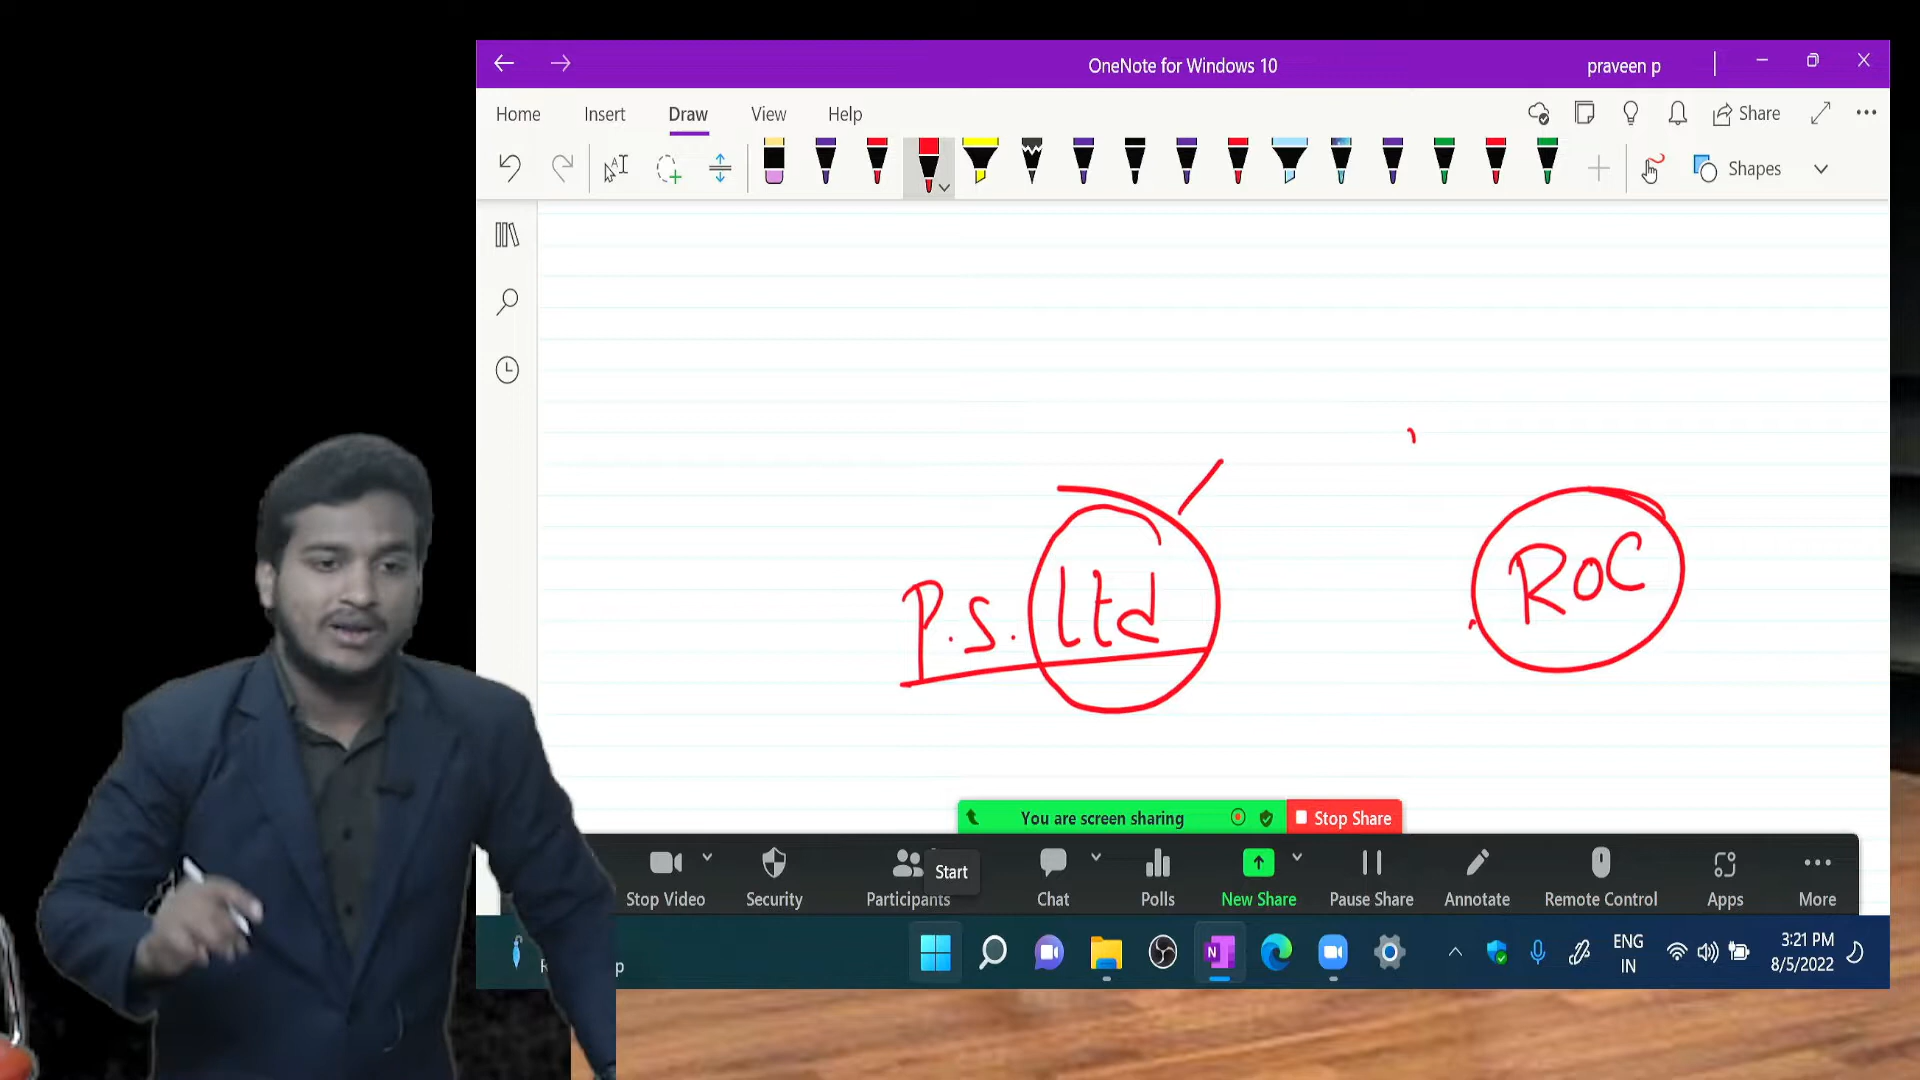 OneNote for Windows 10
praveen p
Home Insert Draw View Help
Share
Shapes
P.S. Ltd
ROC
You are screen sharing
Stop Share
Stop Video
Security
Participants
Start
Chat
Polls
New Share
Pause Share
Annotate
Remote Control
Apps
More
ENG
IN
3:21 PM
8/5/2022